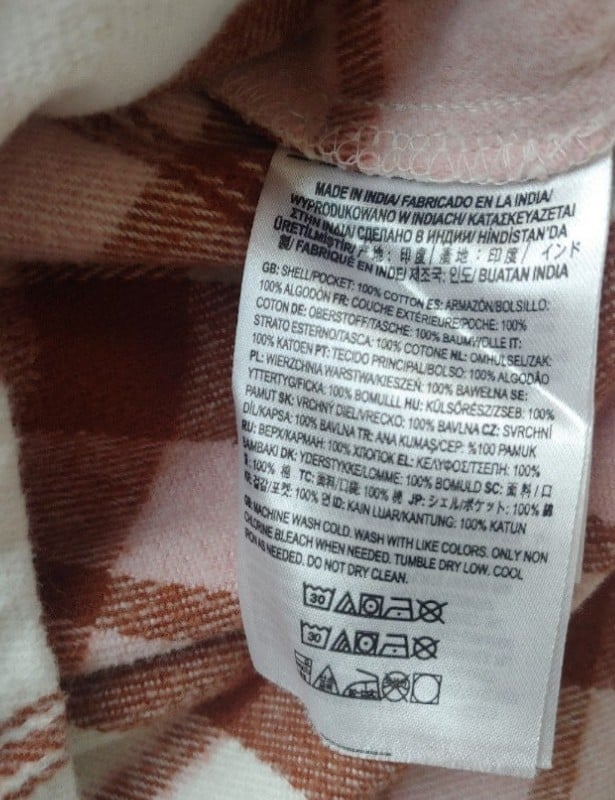 MADE IN INDIA/ FABRICADO EN LA INDIA/
WYPRODUKOWANO W INDIACH/ ΚΑΤΑΣΚΕΥΑΖΕΤΑΙ
ΣΤΗΝ ΙΝΔΙΑ/ СДЕЛАНО В ИНДИИ/ HİNDİSTAN'DA
ÜRETİLMİŞTİR/ 产地: 印度/ 產地: 印度/ インド
製/ FABRIQUÉ EN INDE/ 제조국: 인도/ BUATAN INDIA
GB: SHELL/POCKET: 100% COTTON ES: ARMAZÓN/BOLSILLO:
100% ALGODÓN FR: COUCHE EXTÉRIEURE/POCHE: 100%
COTON DE: OBERSTOFF/TASCHE: 100% BAUMWOLLE IT:
STRATO ESTERNO/TASCA: 100% COTONE NL: OMHULSEL/ZAK:
100% KATOEN PT: TECIDO PRINCIPAL/BOLSO: 100% ALGODÃO
PL: WIERZCHNIA WARSTWA/KIESZEŃ: 100% BAWEŁNA SE:
YTTERTYG/FICKA: 100% BOMULL HU: KÜLSŐRÉSZ/ZSEB: 100%
PAMUT SK: VRCHNÝ DIEL/VRECKO: 100% BAVLNA CZ: SVRCHNÍ
DÍL/KAPSA: 100% BAVLNA TR: ANA KUMAŞ/CEP: %100 PAMUK
RU: ВЕРХ/КАРМАН: 100% ХЛОПОК EL: ΚΕΛΥΦΟΣ/ΤΣΕΠΗ: 100%
ΒΑΜΒΑΚΙ DK: YDERSTYKKE/LOMME: 100% BOMULD SC: 面料/口
袋: 100% 棉 TC: 面料/口袋: 100% 棉 JP: シェル/ポケット: 100% 綿
KR: 겉감/포켓: 100% 면 ID: KAIN LUAR/KANTUNG: 100% KATUN
GB: MACHINE WASH COLD. WASH WITH LIKE COLORS. ONLY NON
CHLORINE BLEACH WHEN NEEDED. TUMBLE DRY LOW. COOL
IRON AS NEEDED. DO NOT DRY CLEAN.
30
30